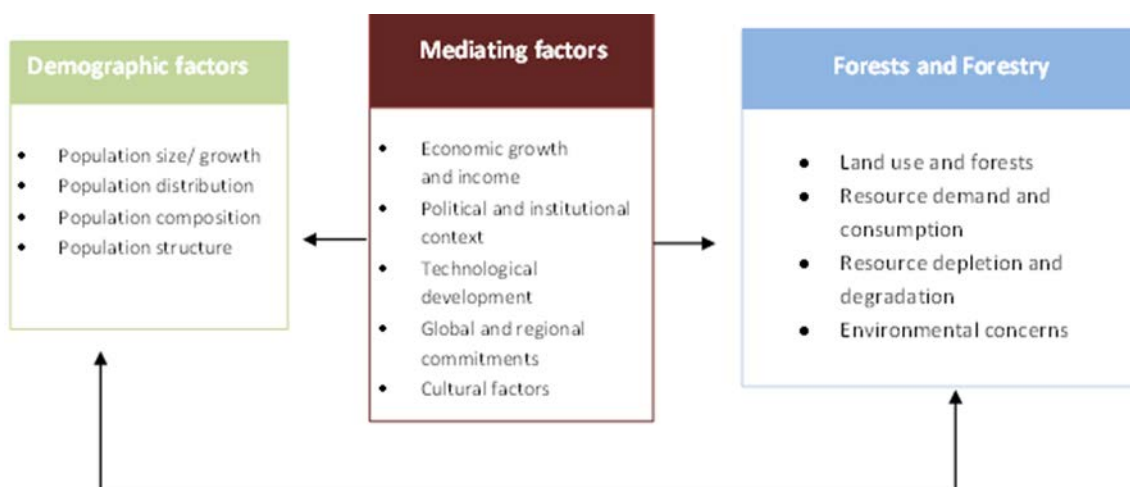 Demographic factors
Population size/ growth
Population distribution
Population composition
Population structure
Mediating factors
Economic growth
and income
Political and institutional
context
Technological
development
Global and regional
commitments
Cultural factors
Forests and Forestry
Land use and forests
Resource demand and
consumption
Resource depletion and
degradation
Environmental concerns